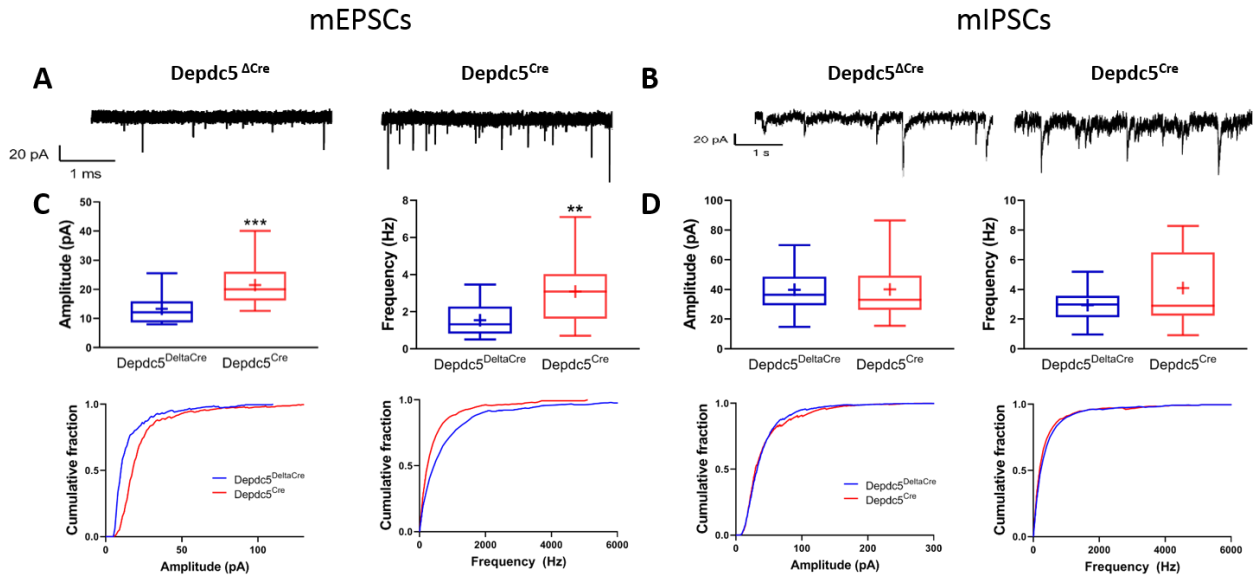 mEPSCs
mIPSCs
A
Depdc5 ΔCre
Depdc5Cre
20 pA
1 ms
B
Depdc5ΔCre
Depdc5Cre
20 pA
1 s
C
Amplitude (pA)
50
40
30
20
10
0
***
Depdc5DeltaCre
Depdc5Cre
Frequency (Hz)
8
6
4
2
0
**
Depdc5DeltaCre
Depdc5Cre
D
Amplitude (pA)
100
80
60
40
20
0
Depdc5DeltaCre
Depdc5Cre
Frequency (Hz)
10
8
6
4
2
0
Depdc5DeltaCre
Depdc5Cre
Cumulative fraction
1.0
0.5
0.0
Depdc5DeltaCre
Depdc5Cre
0 50 100
Amplitude (pA)
Cumulative fraction
1.0
0.5
0.0
0 2000 4000 6000
Frequency (Hz)
Cumulative fraction
1.0
0.5
0.0
Depdc5DeltaCre
Depdc5Cre
0 100 200 300
Amplitude (pA)
Cumulative fraction
1.0
0.5
0.0
0 2000 4000 6000
Frequency (Hz)